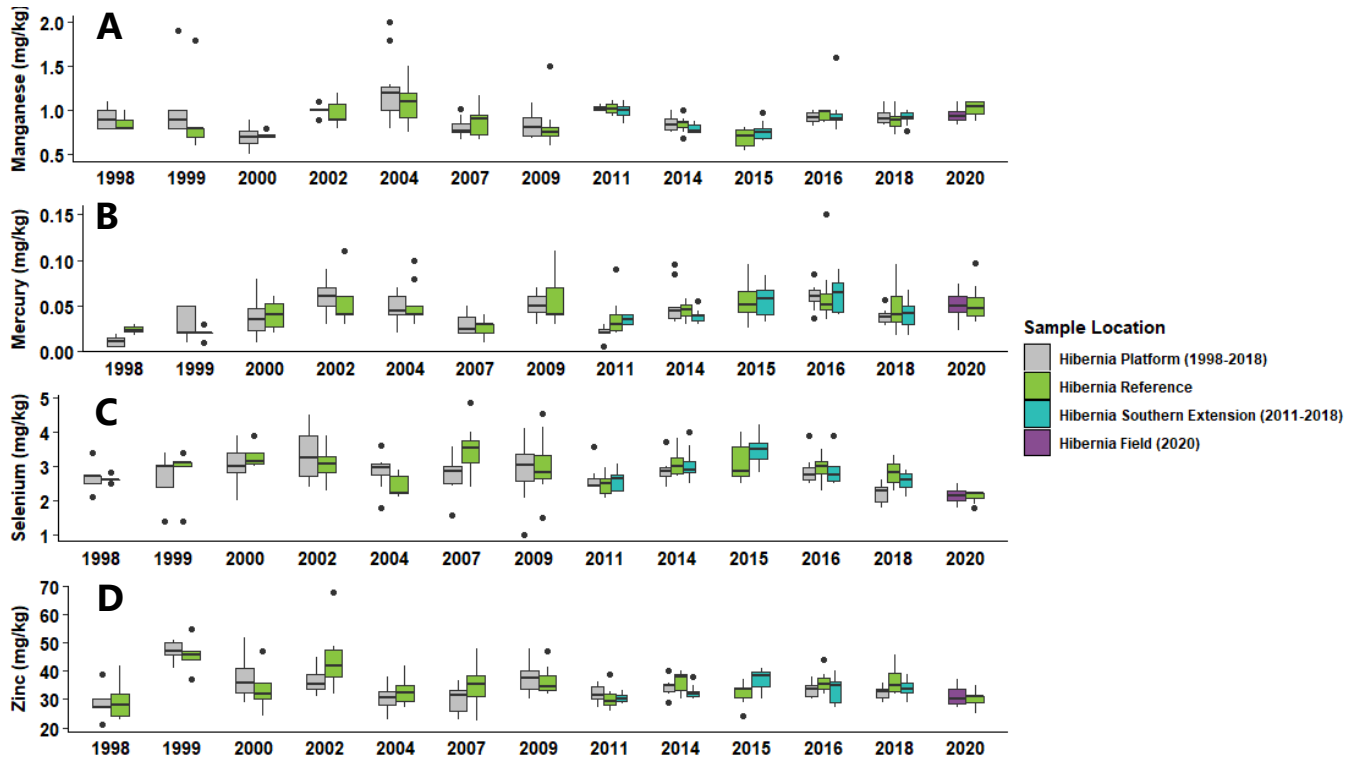 A
Manganese (mg/kg)
2.0
1.5
1.0
0.5
1998 1999 2000 2002 2004 2007 2009 2011 2014 2015 2016 2018 2020
B
Mercury (mg/kg)
0.15
0.10
0.05
0.00
1998 1999 2000 2002 2004 2007 2009 2011 2014 2015 2016 2018 2020
C
Selenium (mg/kg)
5
4
3
2
1
1998 1999 2000 2002 2004 2007 2009 2011 2014 2015 2016 2018 2020
D
Zinc (mg/kg)
70
60
50
40
30
20
1998 1999 2000 2002 2004 2007 2009 2011 2014 2015 2016 2018 2020
Sample Location
Hibernia Platform (1998-2018)
Hibernia Reference
Hibernia Southern Extension (2011-2018)
Hibernia Field (2020)